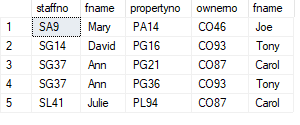 staffno fname propertyno ownerno fname
1 SA9 Mary PA14 CO46 Joe
2 SG14 David PG16 CO93 Tony
3 SG37 Ann PG21 CO87 Carol
4 SG37 Ann PG36 CO93 Tony
5 SL41 Julie PL94 CO87 Carol